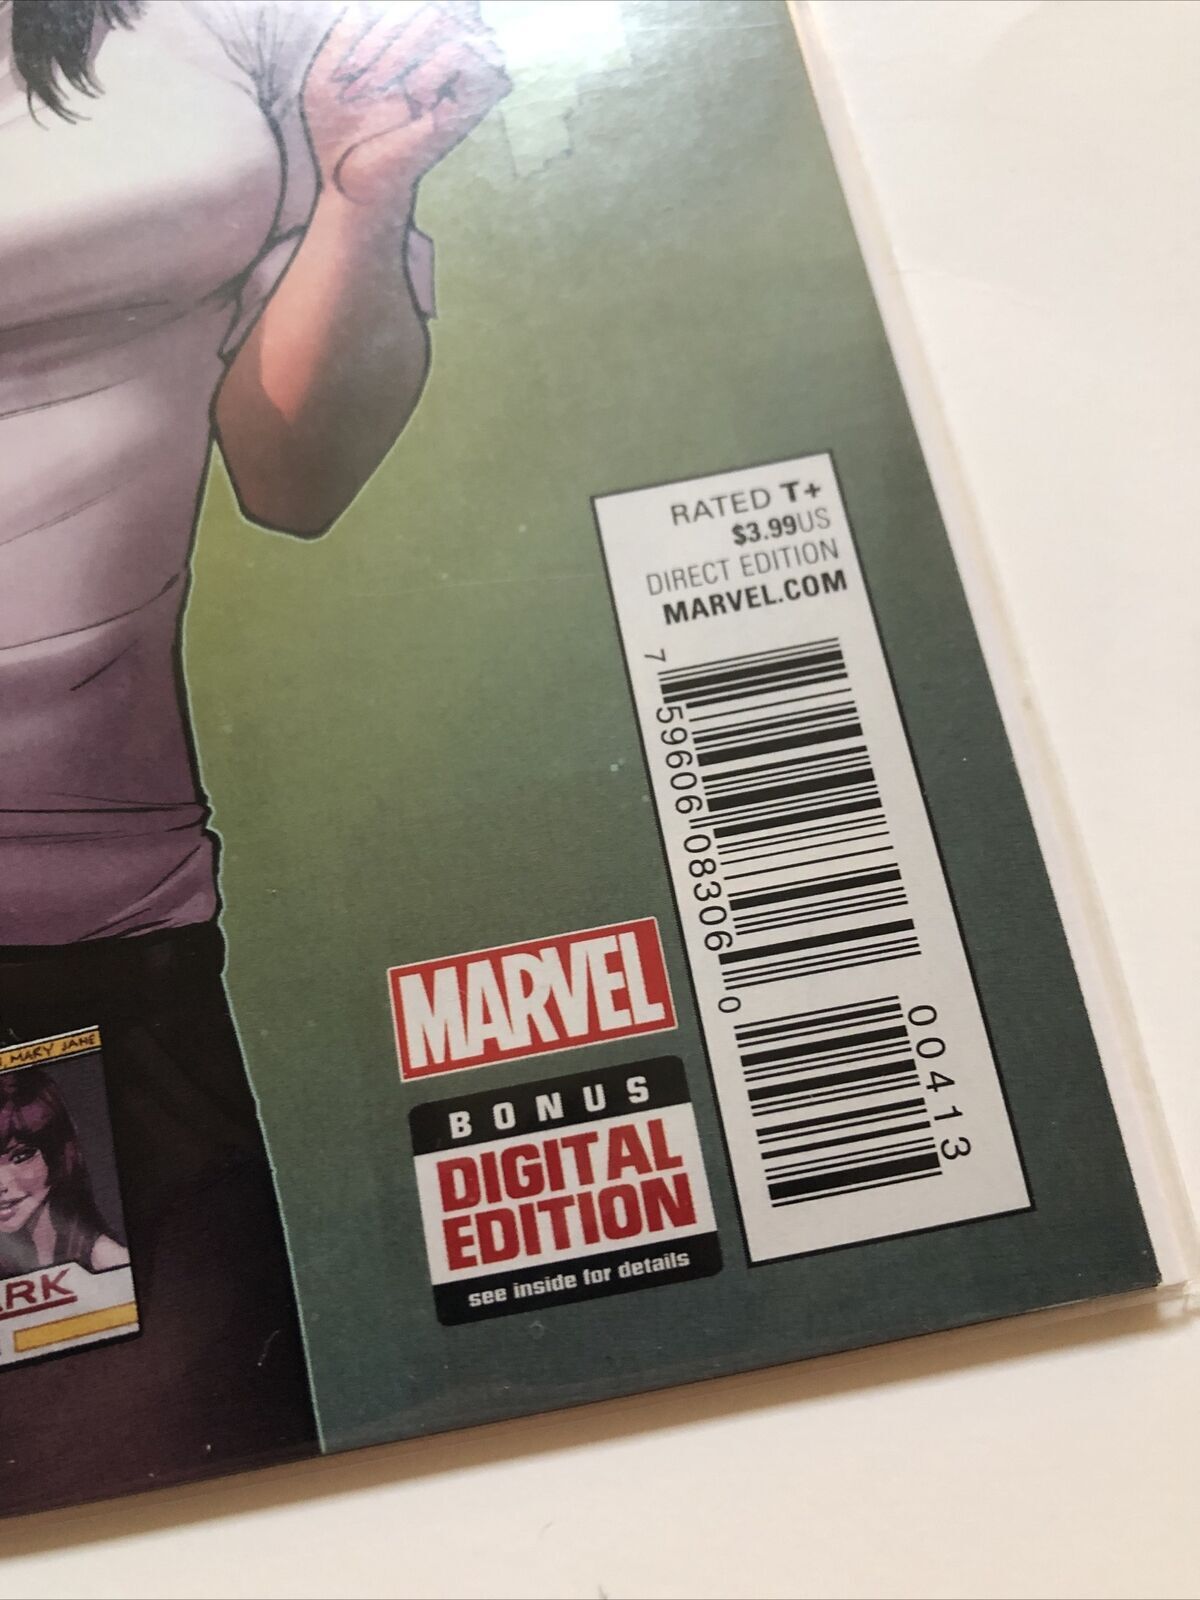 RATED T+
$3.99US
DIRECT EDITION
MARVEL.COM
7 59606 08306 0
00413
MARVEL
BONUS
DIGITAL
EDITION
see inside for details
MARY JANE
ARK